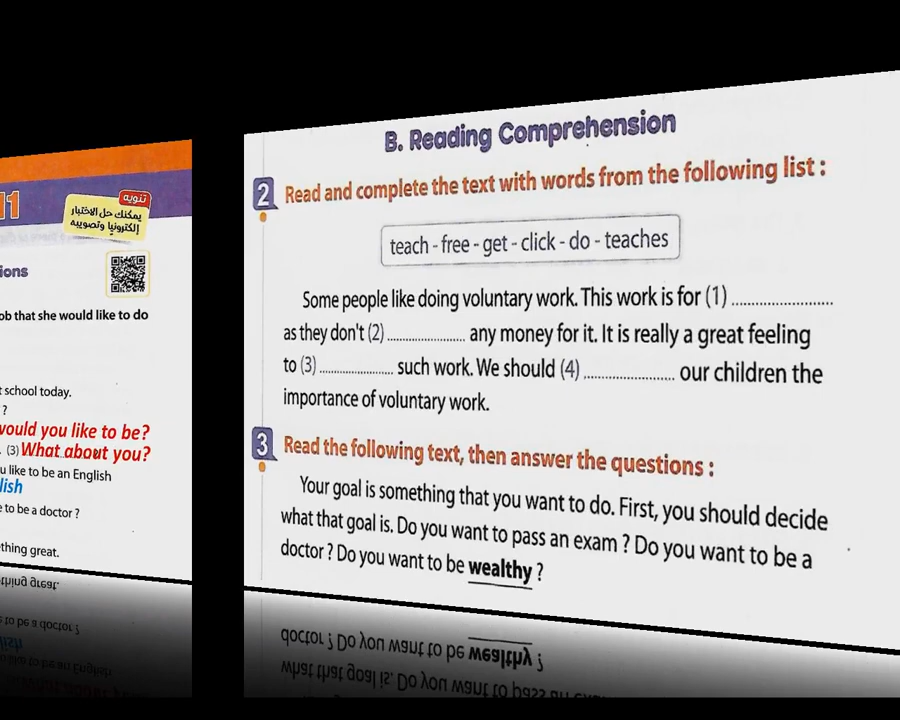 11
تنويه
يمكنك حل الاختبار
إلكترونيا وتصويبه
ions
ob that she would like to do
t school today.
?
would you like to be?
. (3) What about you?
u like to be an English
lish
e to be a doctor ?
thing great.
B. Reading Comprehension
2 Read and complete the text with words from the following list :
teach - free - get - click - do - teaches
Some people like doing voluntary work. This work is for (1) ........................
as they don't (2) ........................ any money for it. It is really a great feeling
to (3) ........................ such work. We should (4) ........................ our children the
importance of voluntary work.
3 Read the following text, then answer the questions :
Your goal is something that you want to do. First, you should decide
what that goal is. Do you want to pass an exam ? Do you want to be a
doctor ? Do you want to be wealthy ?